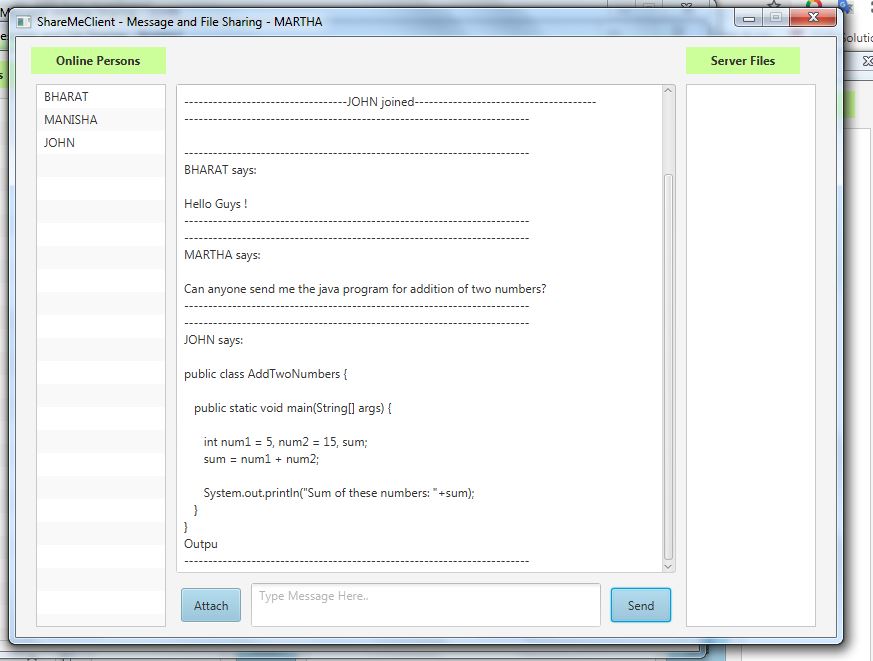 ShareMeClient - Message and File Sharing - MARTHA
Online Persons
Server Files
BHARAT
MANISHA
JOHN
---------------------------------JOHN joined-------------------------------------
----------------------------------------------------------------------
----------------------------------------------------------------------
BHARAT says:
Hello Guys !
----------------------------------------------------------------------
----------------------------------------------------------------------
MARTHA says:
Can anyone send me the java program for addition of two numbers?
----------------------------------------------------------------------
----------------------------------------------------------------------
JOHN says:
public class AddTwoNumbers {
public static void main(String[] args) {
int num1 = 5, num2 = 15, sum;
sum = num1 + num2;
System.out.println("Sum of these numbers: "+sum);
}
}
Outpu
----------------------------------------------------------------------
Attach
Type Message Here..
Send